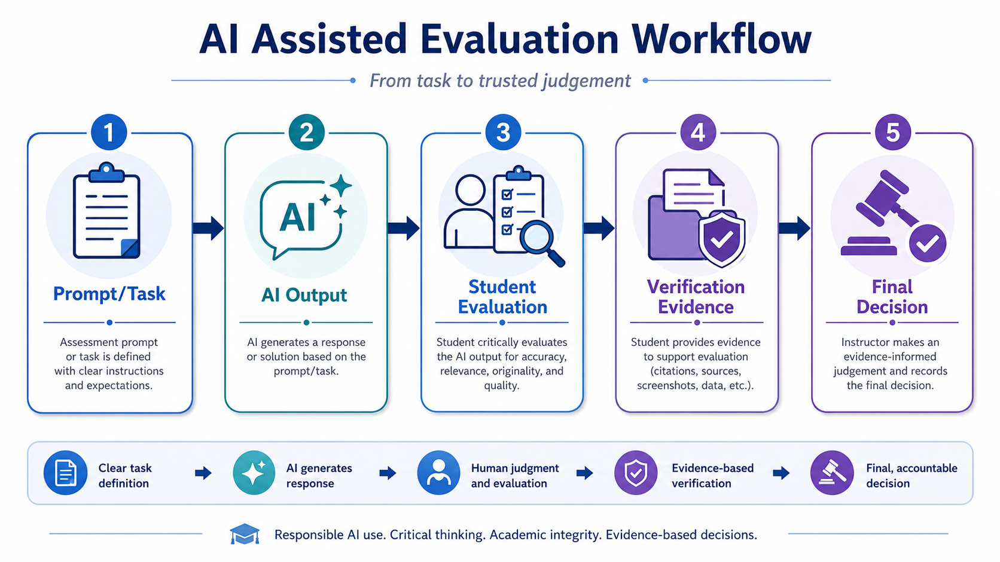 AI Assisted Evaluation Workflow
From task to trusted judgement
1
Prompt/Task
Assessment prompt
or task is defined
with clear instructions
and expectations.
2
AI
AI Output
AI generates a response
or solution based on the
prompt/task.
3
Student
Evaluation
Student critically evaluates
the AI output for accuracy,
relevance, originality, and
quality.
4
Verification
Evidence
Student provides evidence
to support evaluation
(citations, sources,
screenshots, data, etc.).
5
Final
Decision
Instructor makes an
evidence-informed
judgement and records
the final decision.
Clear task
definition
AI generates
response
Human judgment
and evaluation
Evidence-based
verification
Final, accountable
decision
Responsible AI use. Critical thinking. Academic integrity. Evidence-based decisions.